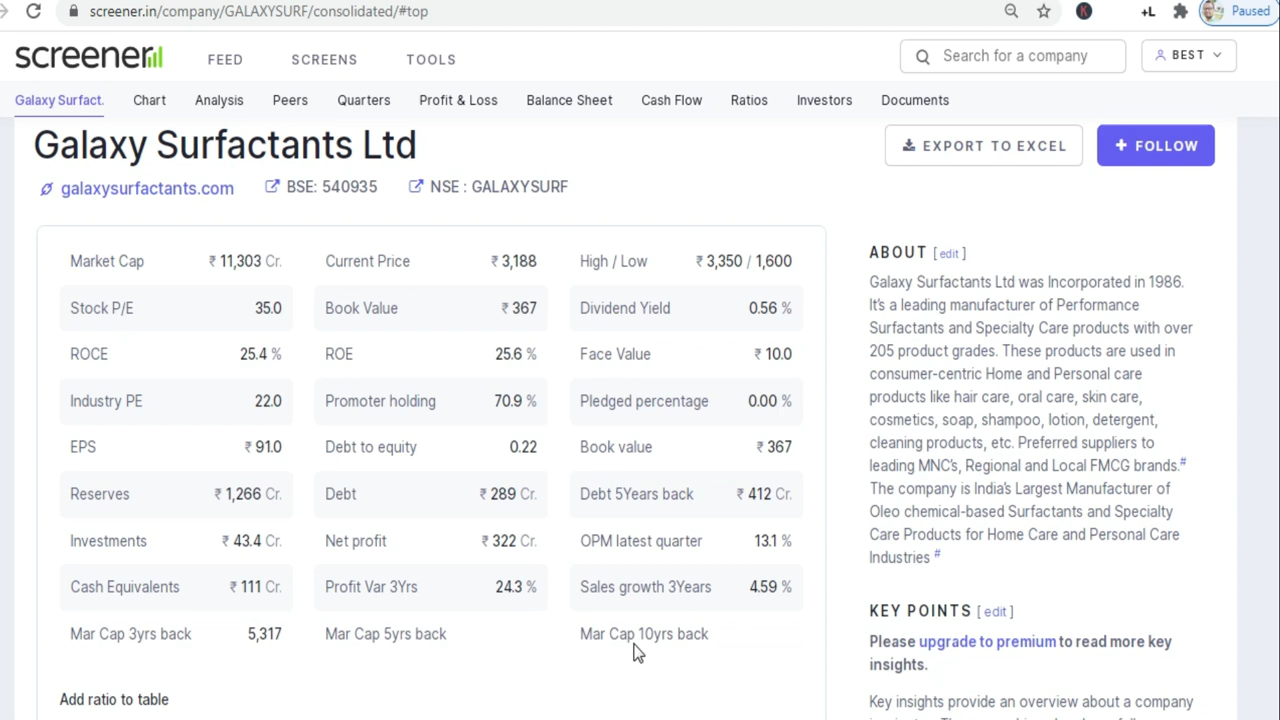 screener.in/company/GALAXYSURF/consolidated/#top
K
+L
Paused
screener
FEED
SCREENS
TOOLS
Search for a company
BEST
Galaxy Surfact.
Chart
Analysis
Peers
Quarters
Profit & Loss
Balance Sheet
Cash Flow
Ratios
Investors
Documents
Galaxy Surfactants Ltd
EXPORT TO EXCEL
+ FOLLOW
galaxysurfactants.com
BSE: 540935
NSE : GALAXYSURF
Market Cap ₹ 11,303 Cr.
Current Price ₹ 3,188
High / Low ₹ 3,350 / 1,600
Stock P/E 35.0
Book Value ₹ 367
Dividend Yield 0.56 %
ROCE 25.4 %
ROE 25.6 %
Face Value ₹ 10.0
Industry PE 22.0
Promoter holding 70.9 %
Pledged percentage 0.00 %
EPS ₹ 91.0
Debt to equity 0.22
Book value ₹ 367
Reserves ₹ 1,266 Cr.
Debt ₹ 289 Cr.
Debt 5Years back ₹ 412 Cr.
Investments ₹ 43.4 Cr.
Net profit ₹ 322 Cr.
OPM latest quarter 13.1 %
Cash Equivalents ₹ 111 Cr.
Profit Var 3Yrs 24.3 %
Sales growth 3Years 4.59 %
Mar Cap 3yrs back 5,317
Mar Cap 5yrs back
Mar Cap 10yrs back
Add ratio to table
ABOUT [ edit ]
Galaxy Surfactants Ltd was Incorporated in 1986.
It's a leading manufacturer of Performance
Surfactants and Specialty Care products with over
205 product grades. These products are used in
consumer-centric Home and Personal care
products like hair care, oral care, skin care,
cosmetics, soap, shampoo, lotion, detergent,
cleaning products, etc. Preferred suppliers to
leading MNC's, Regional and Local FMCG brands.#
The company is India's Largest Manufacturer of
Oleo chemical-based Surfactants and Specialty
Care Products for Home Care and Personal Care
Industries #
KEY POINTS [ edit ]
Please upgrade to premium to read more key
insights.
Key insights provide an overview about a company